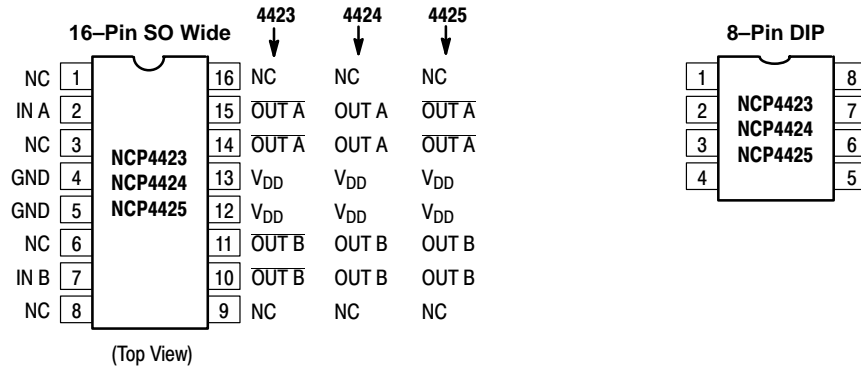 4423 4424 4425
16–Pin SO Wide
NC 1 16 NC NC NC
IN A 2 15 OUT A OUT A OUT A
NC 3 14 OUT A OUT A OUT A
GND 4 13 VDD VDD VDD
GND 5 12 VDD VDD VDD
NC 6 11 OUT B OUT B OUT B
IN B 7 10 OUT B OUT B OUT B
NC 8 9 NC NC NC
NCP4423
NCP4424
NCP4425
(Top View)
8–Pin DIP
1 8
2 7
3 6
4 5
NCP4423
NCP4424
NCP4425